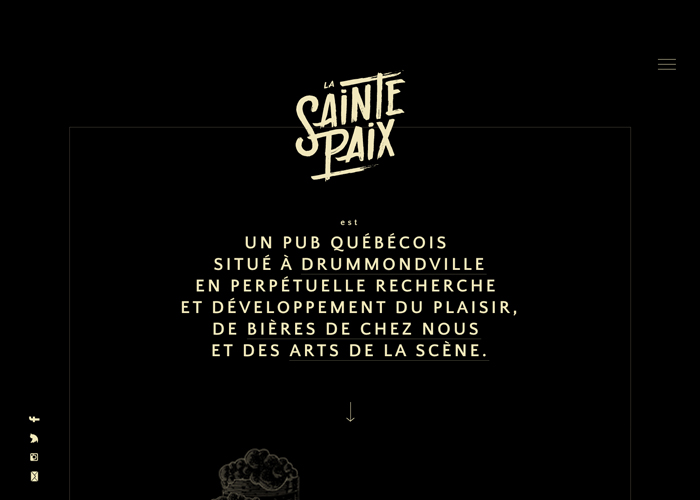 LA
SAiNTE
PAiX
est
UN PUB QUÉBÉCOIS
SITUÉ À DRUMMONDVILLE
EN PERPÉTUELLE RECHERCHE
ET DÉVELOPPEMENT DU PLAISIR,
DE BIÈRES DE CHEZ NOUS
ET DES ARTS DE LA SCÈNE.